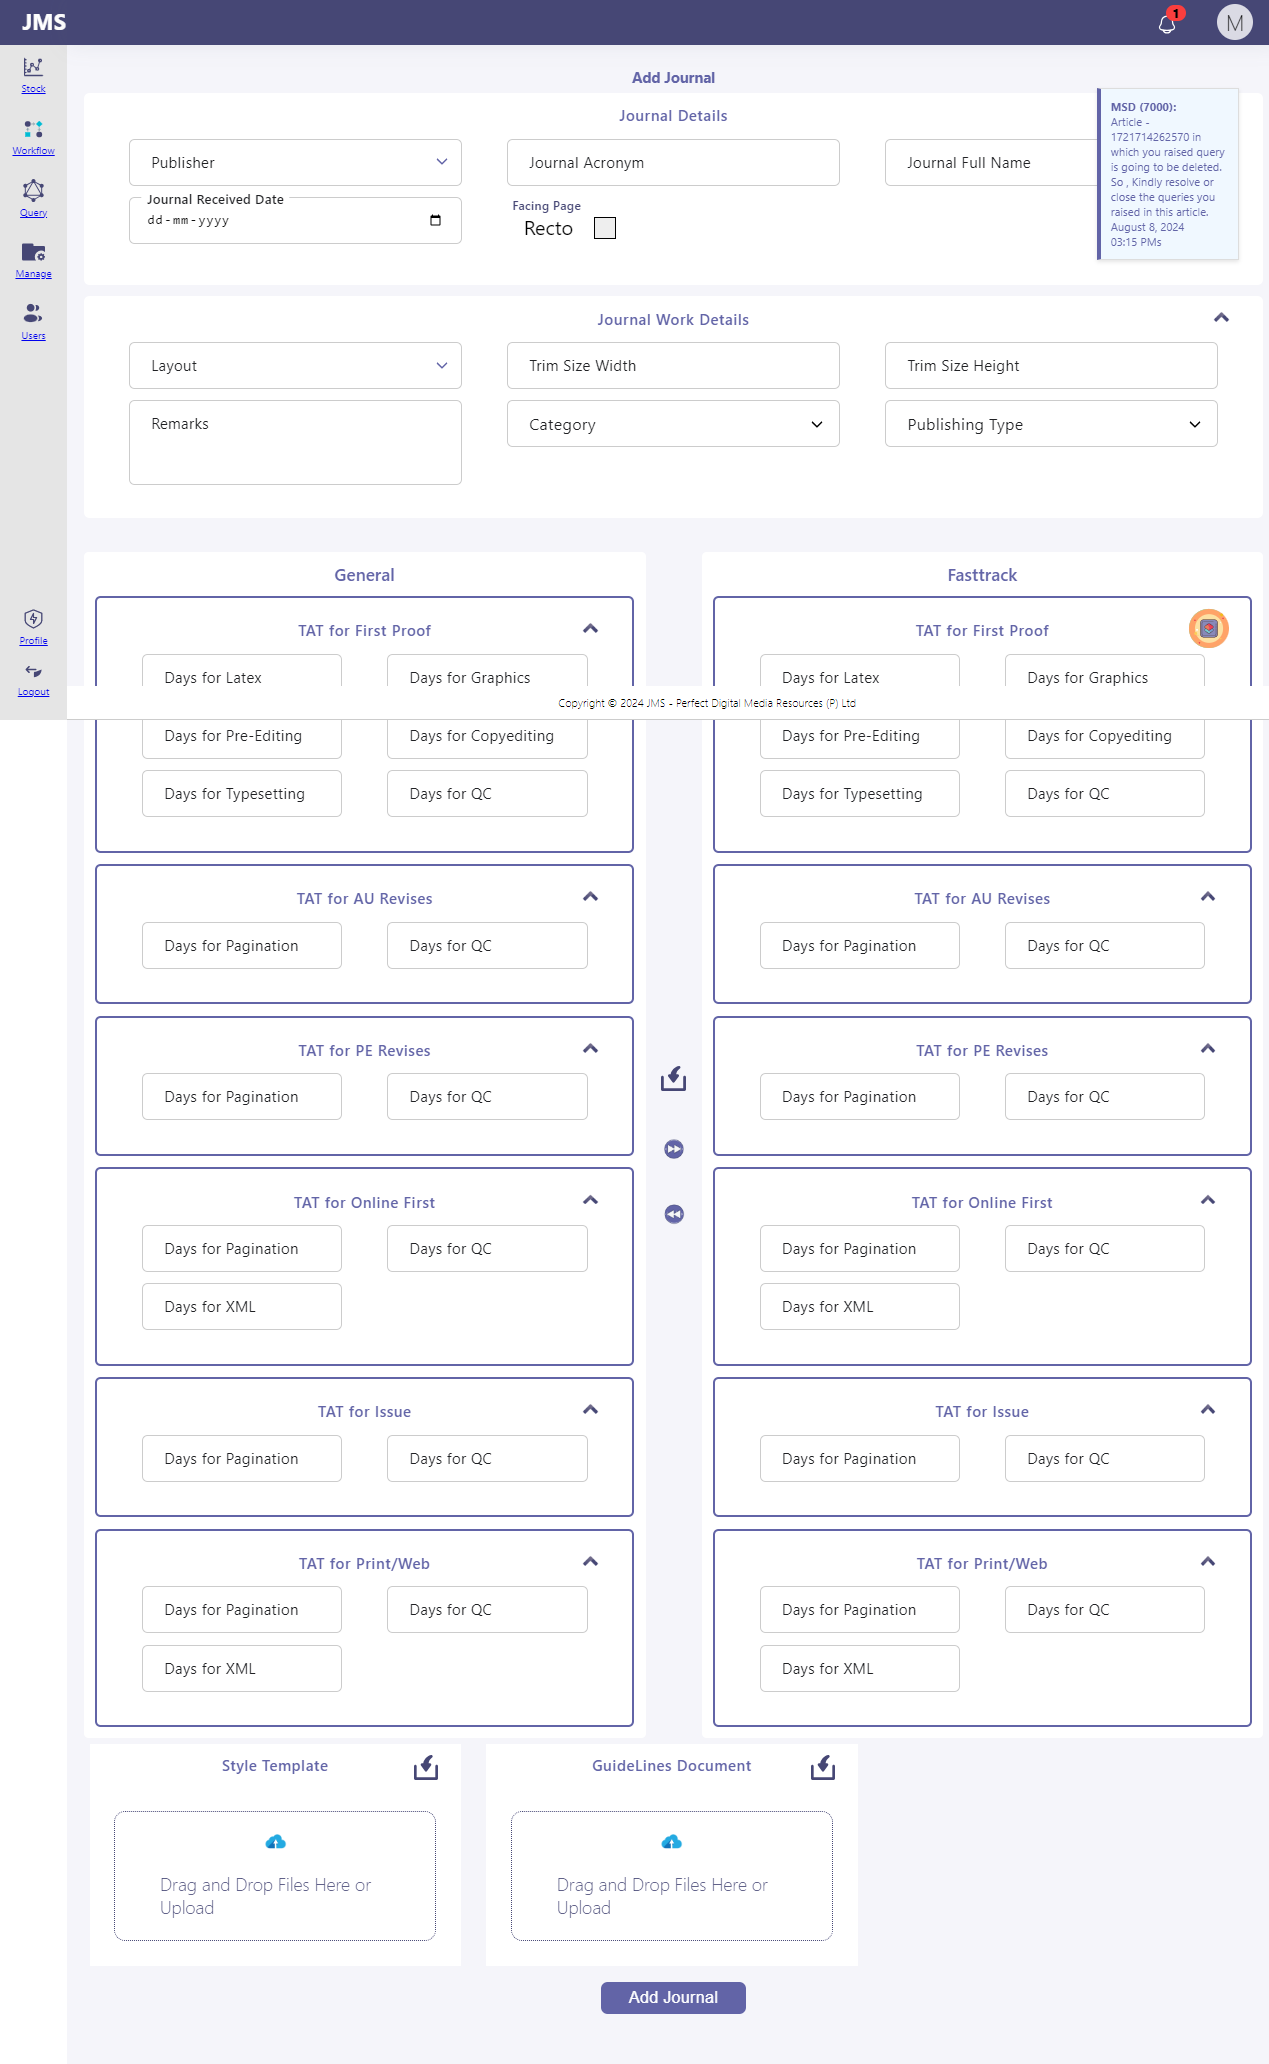 JMS
1
M
Stock
Workflow
Query
Manage
Users
Profile
Logout
Add Journal
Journal Details
Publisher
Journal Acronym
Journal Full Name
Journal Received Date
dd-mm-yyyy
Facing Page
Recto
MSD (7000):
Article -
1721714262570 in
which you raised query
is going to be deleted.
So , Kindly resolve or
close the queries you
raised in this article.
August 8, 2024
03:15 PMs
Journal Work Details
Layout
Trim Size Width
Trim Size Height
Remarks
Category
Publishing Type
General
TAT for First Proof
Days for Latex
Days for Graphics
Days for Pre-Editing
Days for Copyediting
Days for Typesetting
Days for QC
TAT for AU Revises
Days for Pagination
Days for QC
TAT for PE Revises
Days for Pagination
Days for QC
TAT for Online First
Days for Pagination
Days for QC
Days for XML
TAT for Issue
Days for Pagination
Days for QC
TAT for Print/Web
Days for Pagination
Days for QC
Days for XML
Fasttrack
TAT for First Proof
Days for Latex
Days for Graphics
Days for Pre-Editing
Days for Copyediting
Days for Typesetting
Days for QC
TAT for AU Revises
Days for Pagination
Days for QC
TAT for PE Revises
Days for Pagination
Days for QC
TAT for Online First
Days for Pagination
Days for QC
Days for XML
TAT for Issue
Days for Pagination
Days for QC
TAT for Print/Web
Days for Pagination
Days for QC
Days for XML
Copyright © 2024 JMS - Perfect Digital Media Resources (P) Ltd
Style Template
Drag and Drop Files Here or
Upload
GuideLines Document
Drag and Drop Files Here or
Upload
Add Journal